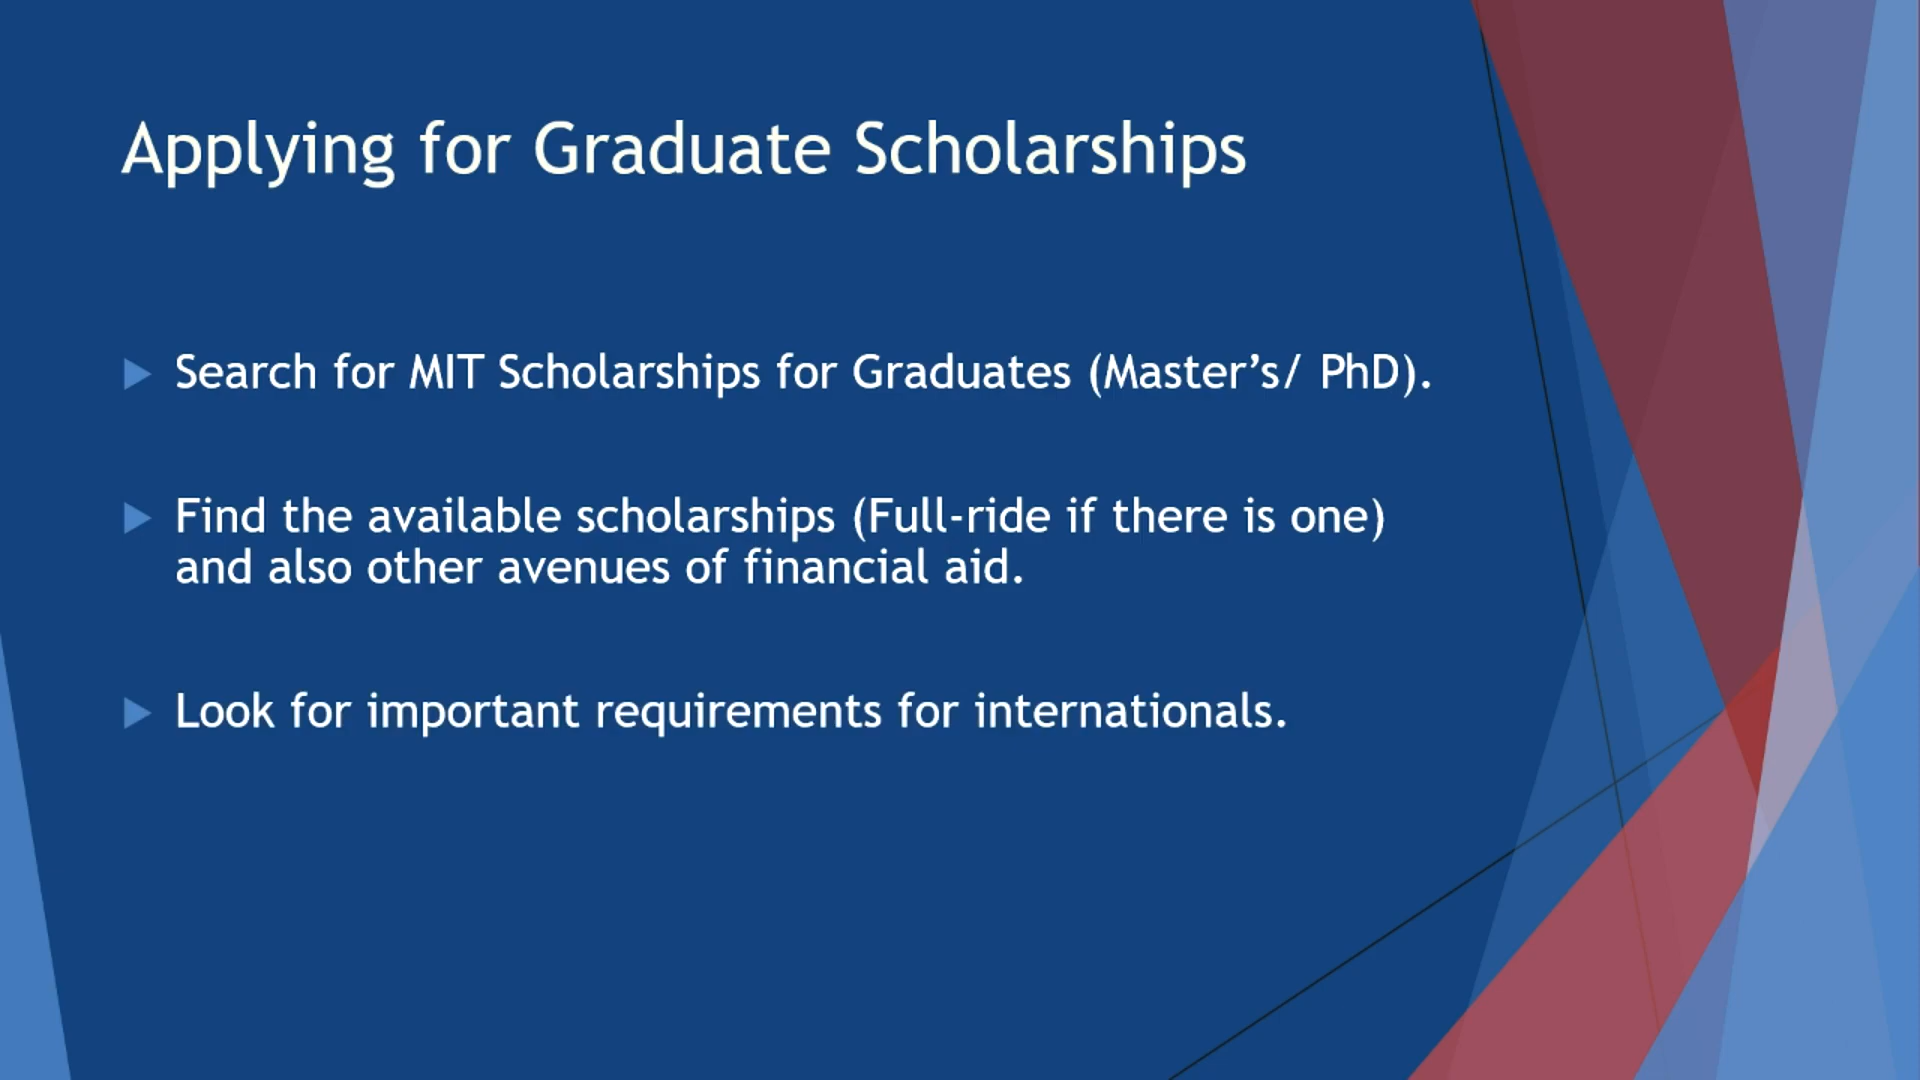 Applying for Graduate Scholarships
Search for MIT Scholarships for Graduates (Master’s/ PhD).
Find the available scholarships (Full-ride if there is one)
and also other avenues of financial aid.
Look for important requirements for internationals.